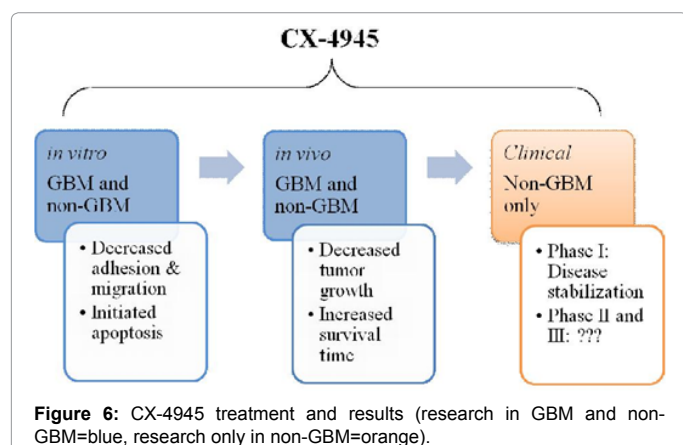 CX-4945
in vitro
GBM and
non-GBM
• Decreased
adhesion &
migration
• Initiated
apoptosis
in vivo
GBM and
non-GBM
• Decreased
tumor
growth
• Increased
survival
time
Clinical
Non-GBM
only
• Phase I:
Disease
stabilization
• Phase II and
III: ???
Figure 6: CX-4945 treatment and results (research in GBM and non-
GBM=blue, research only in non-GBM=orange).